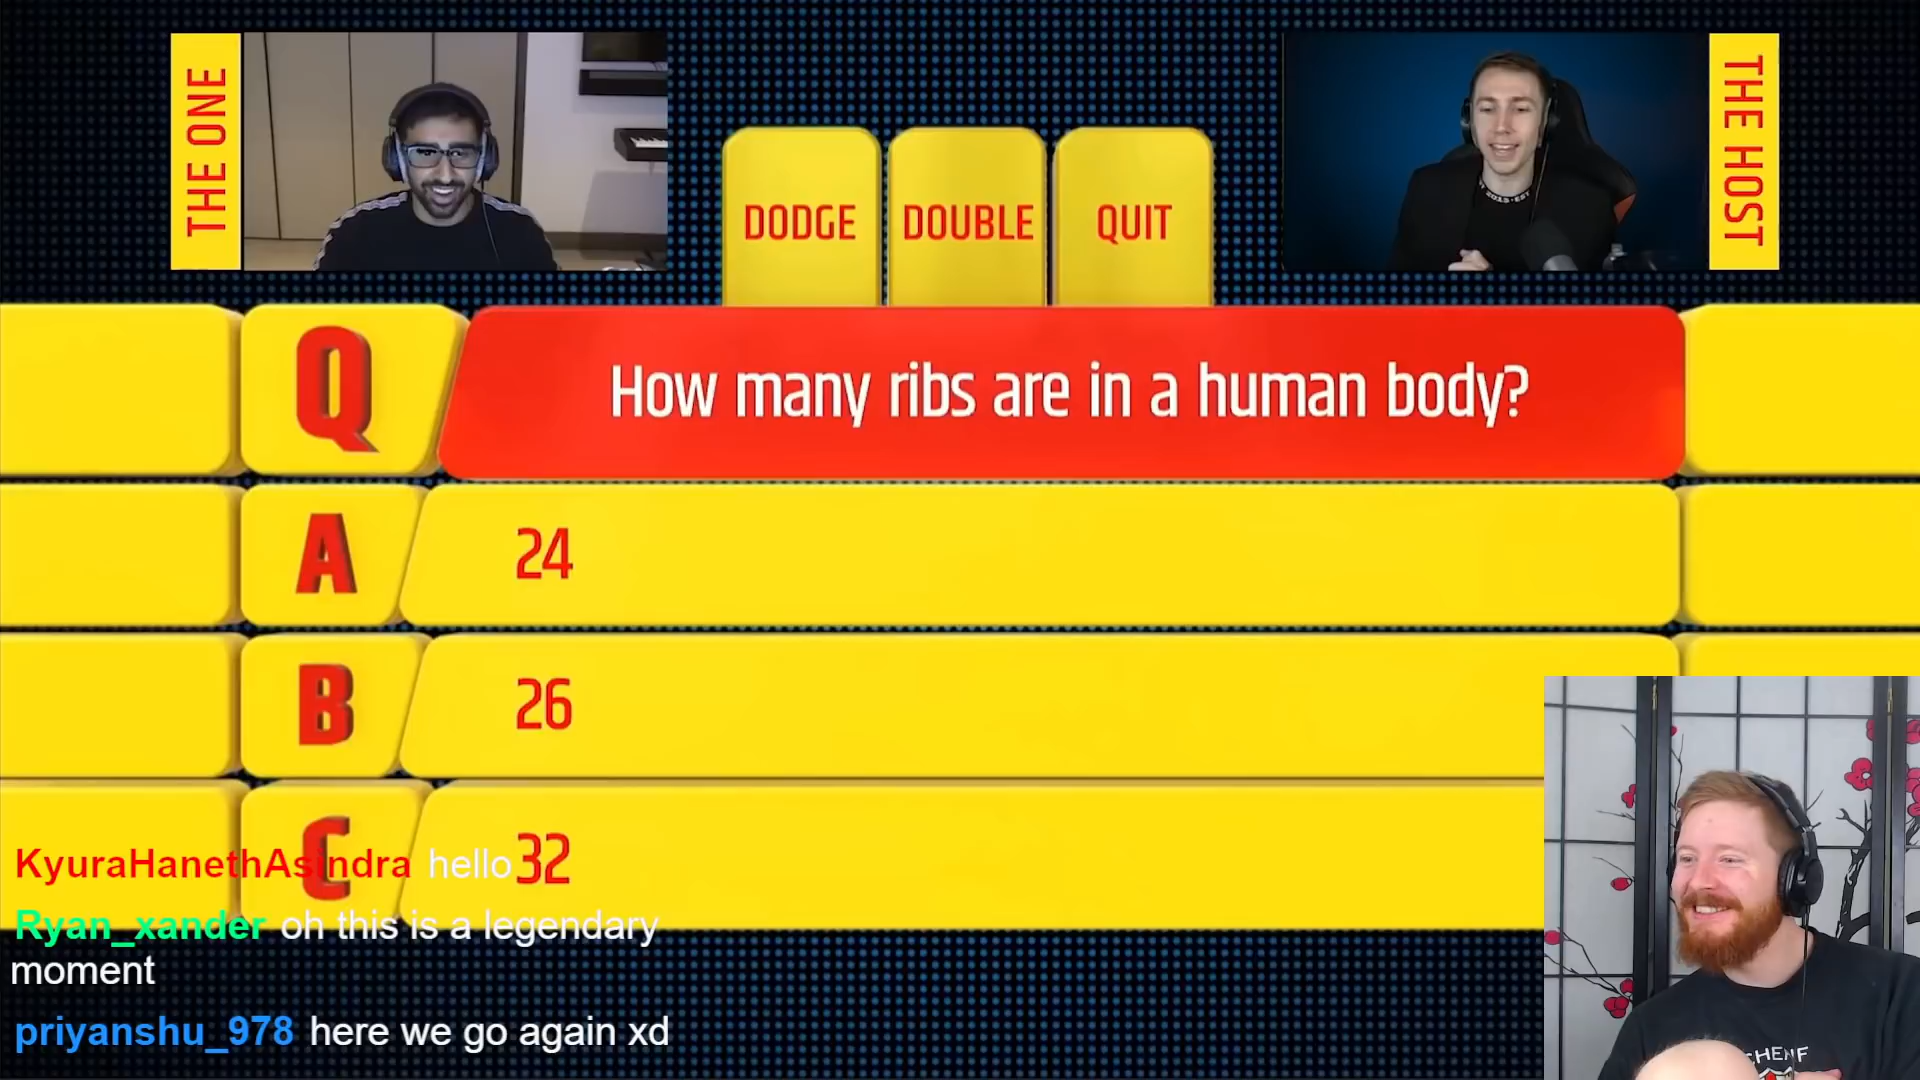 THE ONE
DODGE
DOUBLE
QUIT
THE HOST
Q
How many ribs are in a human body?
A
24
B
26
C
32
KyuraHanethAsindra hello
Ryan_xander oh this is a legendary
moment
priyanshu_978 here we go again xd